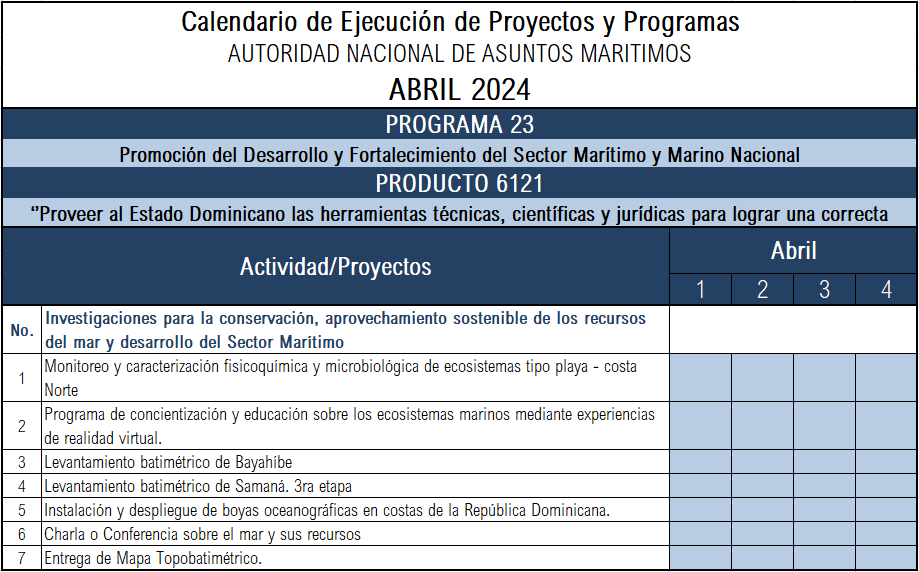 Calendario de Ejecución de Proyectos y Programas
AUTORIDAD NACIONAL DE ASUNTOS MARITIMOS
ABRIL 2024
PROGRAMA 23
Promoción del Desarrollo y Fortalecimiento del Sector Marítimo y Marino Nacional
PRODUCTO 6121
‘’Proveer al Estado Dominicano las herramientas técnicas, científicas y jurídicas para lograr una correcta
Actividad/Proyectos
Abril
1 2 3 4
No. Investigaciones para la conservación, aprovechamiento sostenible de los recursos
del mar y desarrollo del Sector Marítimo
1 Monitoreo y caracterización fisicoquímica y microbiológica de ecosistemas tipo playa - costa
Norte
2 Programa de concientización y educación sobre los ecosistemas marinos mediante experiencias
de realidad virtual.
3 Levantamiento batimétrico de Bayahíbe
4 Levantamiento batimétrico de Samaná. 3ra etapa
5 Instalación y despliegue de boyas oceanográficas en costas de la República Dominicana.
6 Charla o Conferencia sobre el mar y sus recursos
7 Entrega de Mapa Topobatimétrico.